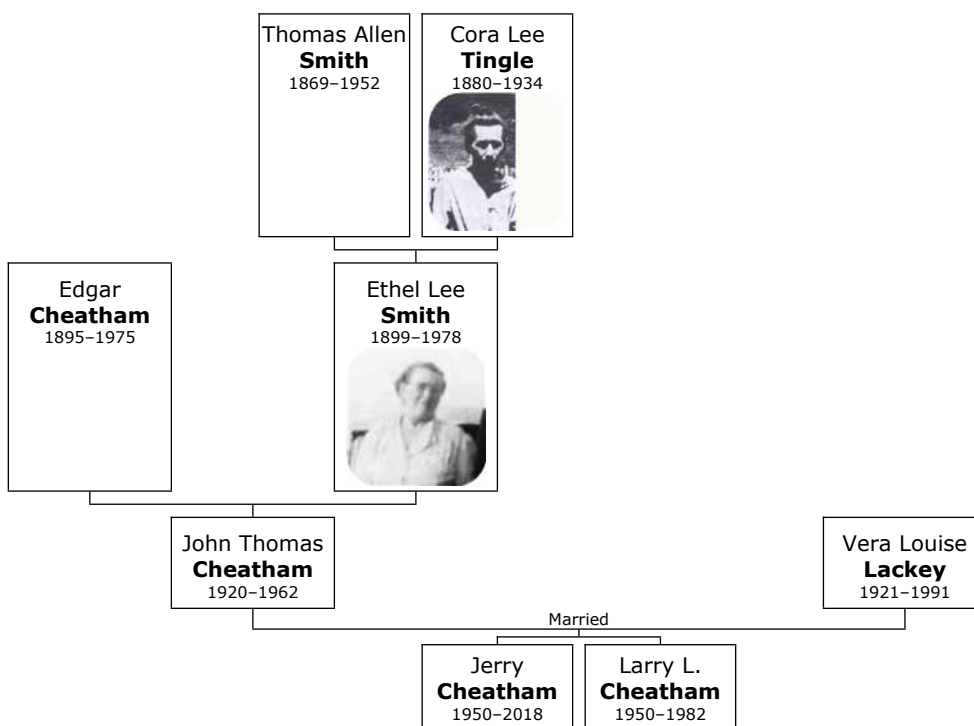 Thomas Allen
Smith
1869–1952
Cora Lee
Tingle
1880–1934
Edgar
Cheatham
1895–1975
Ethel Lee
Smith
1899–1978
John Thomas
Cheatham
1920–1962
Vera Louise
Lackey
1921–1991
Married
Jerry
Cheatham
1950–2018
Larry L.
Cheatham
1950–1982